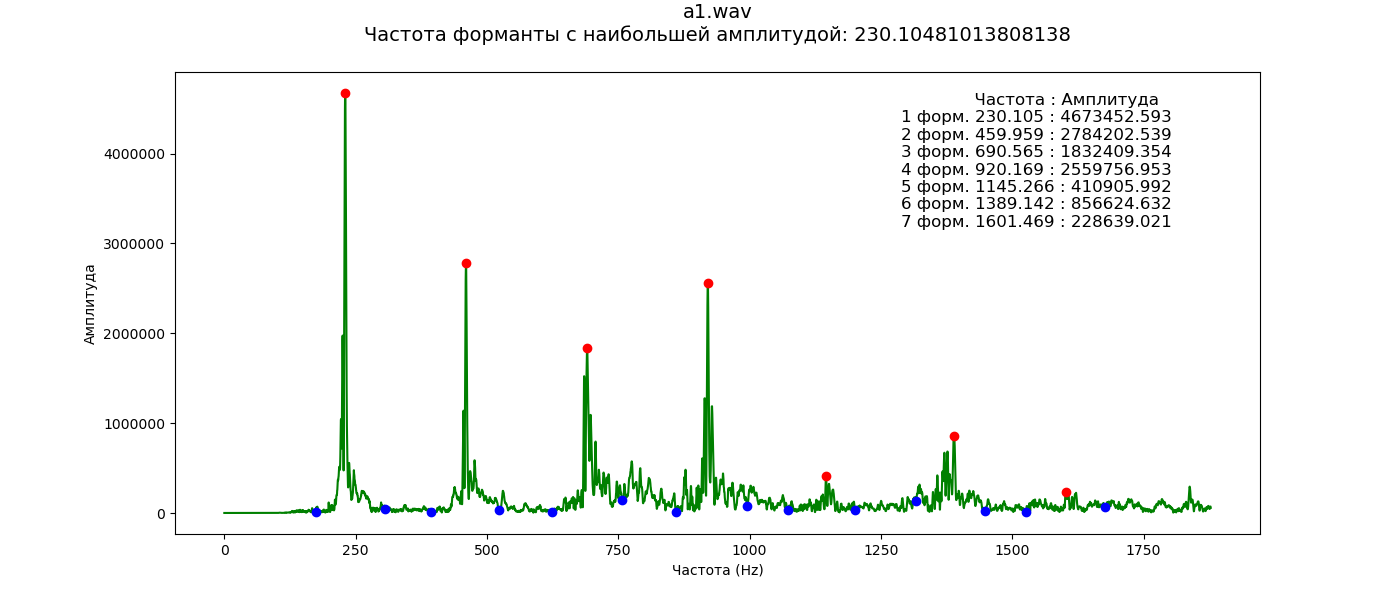 a1.wav
Частота форманты с наибольшей амплитудой: 230.10481013808138
Частота : Амплитуда
1 форм. 230.105 : 4673452.593
2 форм. 459.959 : 2784202.539
3 форм. 690.565 : 1832409.354
4 форм. 920.169 : 2559756.953
5 форм. 1145.266 : 410905.992
6 форм. 1389.142 : 856624.632
7 форм. 1601.469 : 228639.021
Амплитуда
4000000
3000000
2000000
1000000
0
0 250 500 750 1000 1250 1500 1750
Частота (Hz)